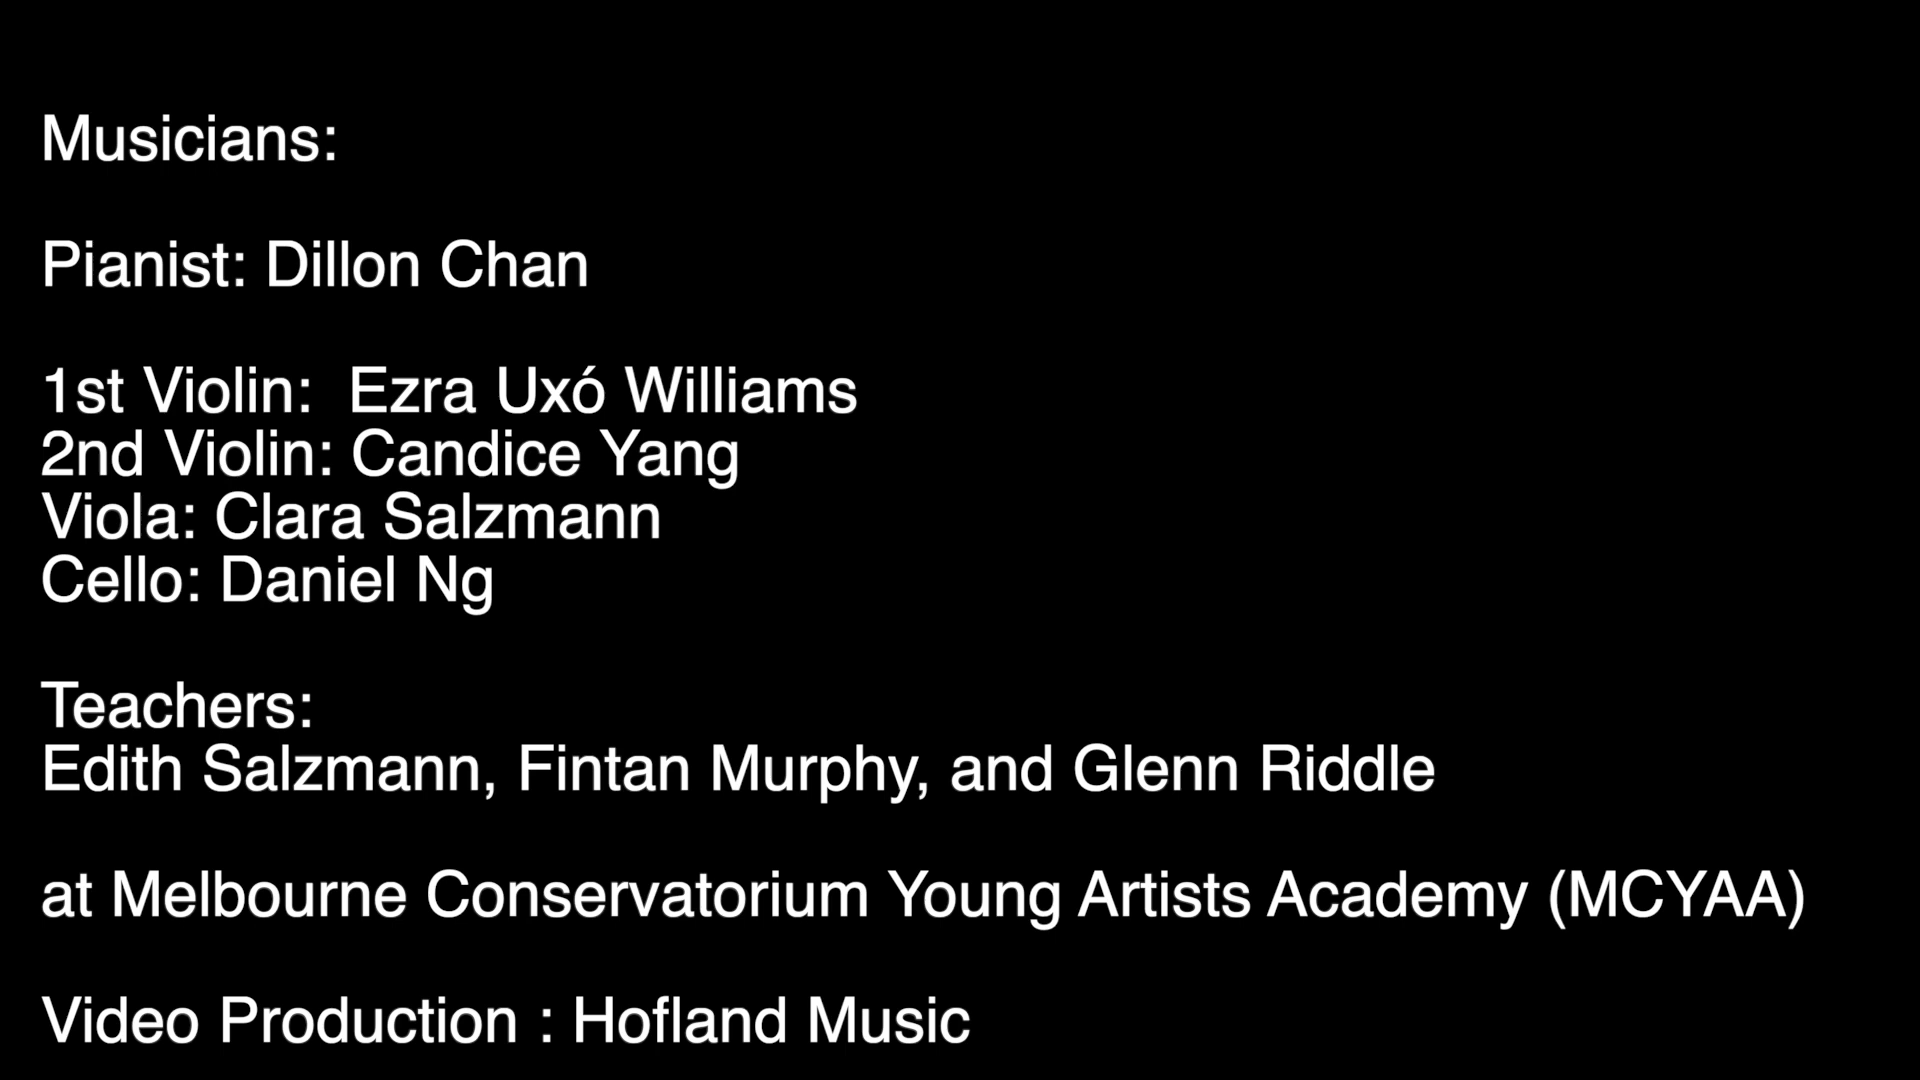 Musicians:
Pianist: Dillon Chan
1st Violin:  Ezra Uxó Williams
2nd Violin: Candice Yang
Viola: Clara Salzmann
Cello: Daniel Ng
Teachers:
Edith Salzmann, Fintan Murphy, and Glenn Riddle
at Melbourne Conservatorium Young Artists Academy (MCYAA)
Video Production : Hofland Music